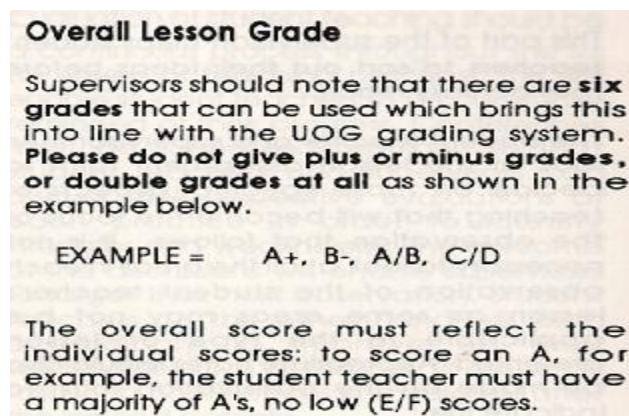 Overall Lesson Grade
Supervisors should note that there are six
grades that can be used which brings this
into line with the UOG grading system.
Please do not give plus or minus grades,
or double grades at all as shown in the
example below.
EXAMPLE = A+, B-, A/B, C/D
The overall score must reflect the
individual scores: to score an A, for
example, the student teacher must have
a majority of A's, no low (E/F) scores.